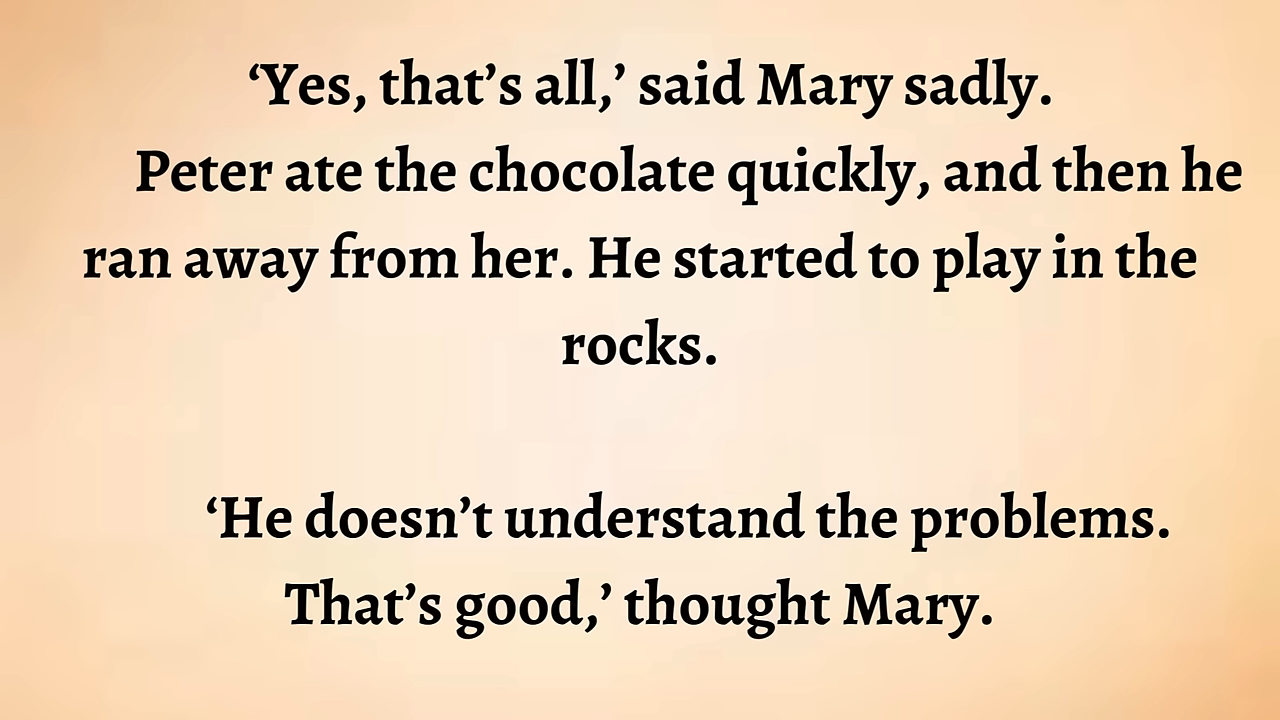 ‘Yes, that’s all,’ said Mary sadly.
Peter ate the chocolate quickly, and then he
ran away from her. He started to play in the
rocks.
‘He doesn’t understand the problems.
That’s good,’ thought Mary.